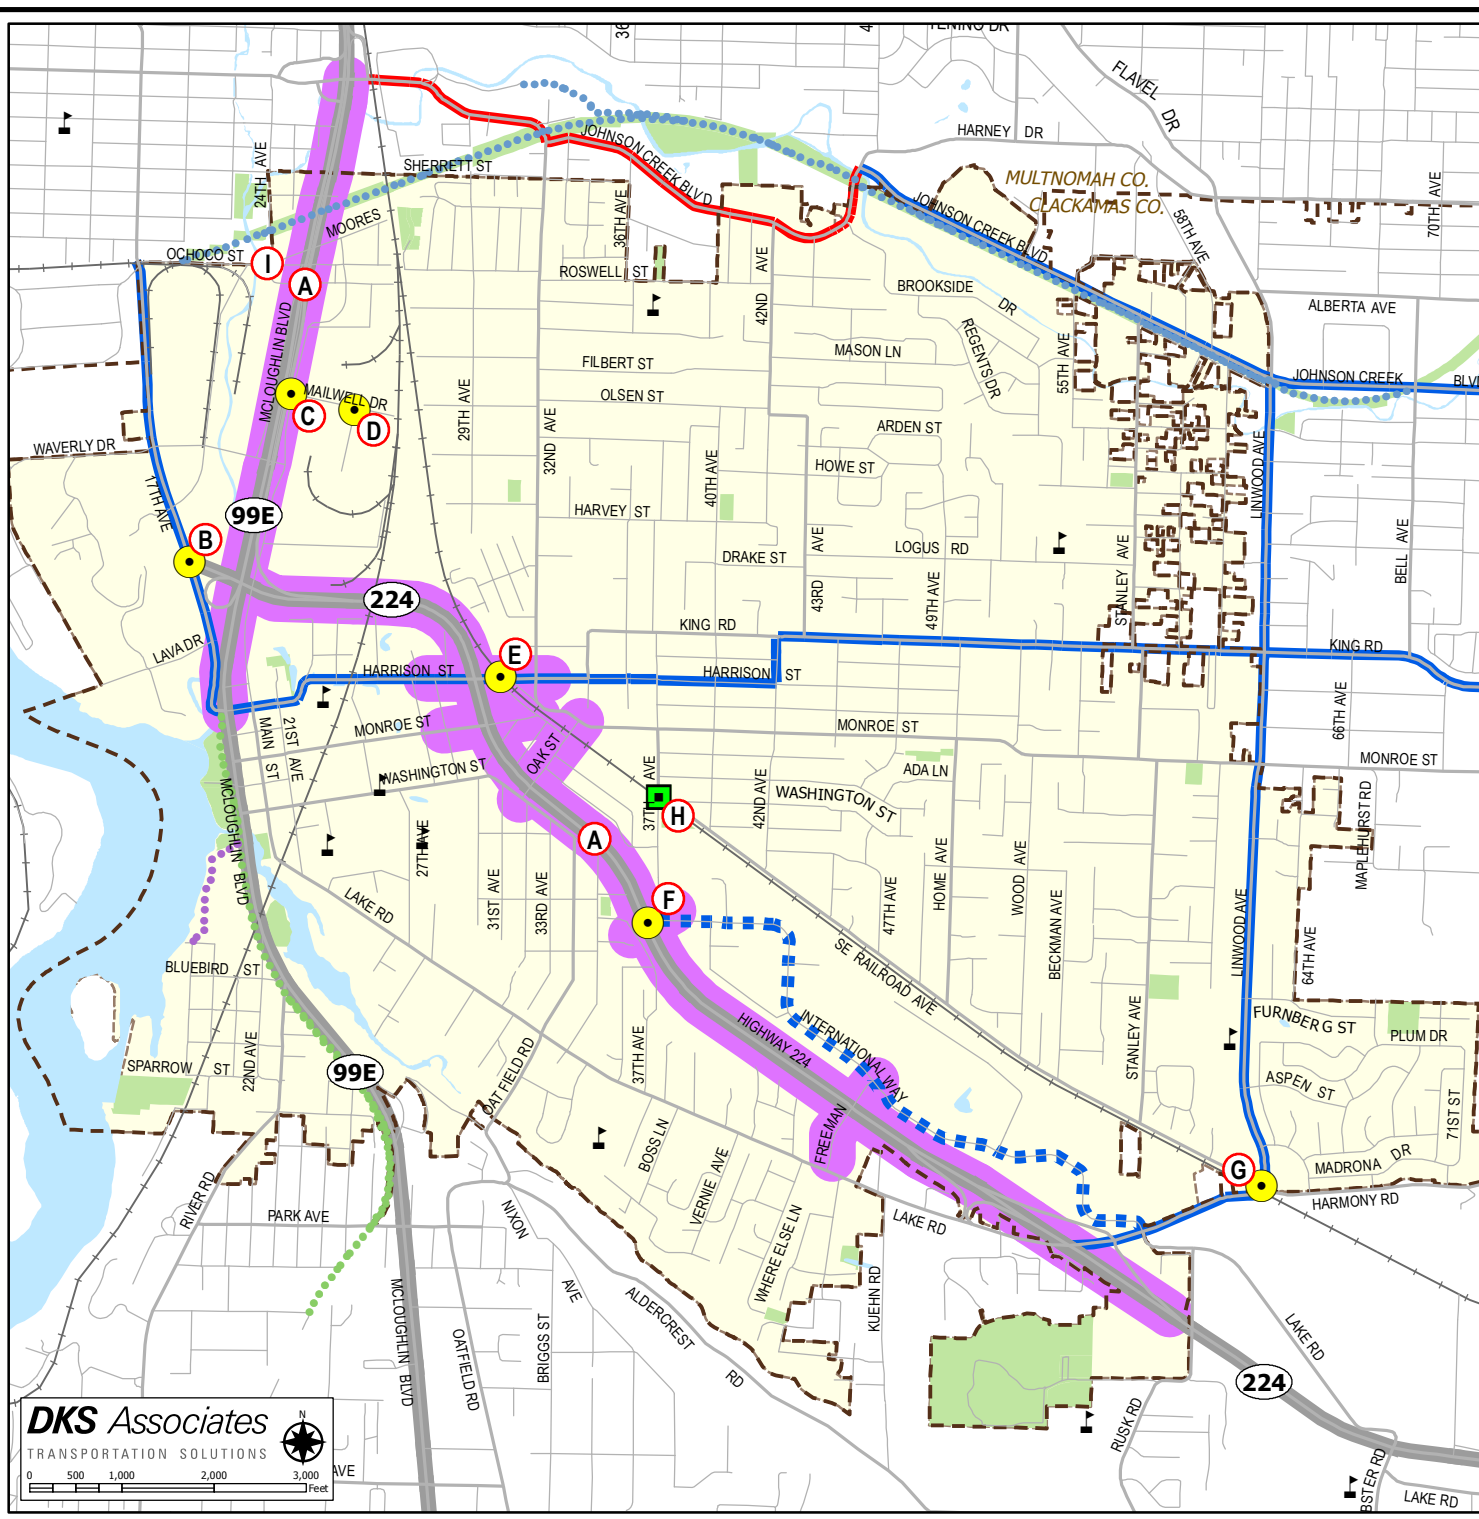 TENINO DR
FLAVEL DR
HARNEY DR
JOHNSON CREEK BLVD
SHERRETT ST
24TH AVE
MULTNOMAH CO.
CLACKAMAS CO.
MOORES
36TH AVE
58TH AVE
70TH AVE
JOHNSON CREEK BLVD
OCHOCO ST
I
A
ROSWELL ST
42ND AVE
BROOKSIDE DR
ALBERTA AVE
MCLOUGHLIN BLVD
FILBERT ST
MASON LN
REGENTS DR
55TH AVE
OLSEN ST
JOHNSON CREEK BLVD
MAILWELL DR
C
D
29TH AVE
32ND AVE
ARDEN ST
WAVERLY DR
40TH AVE
HOWE ST
LINWOOD AVE
17TH AVE
99E
HARVEY ST
B
DRAKE ST
43RD AVE
LOGUS RD
STANLEY AVE
BELL AVE
224
49TH AVE
KING RD
KING RD
LAVA DR
HARRISON ST
E
HARRISON ST
66TH AVE
MAIN ST
21ST AVE
MONROE ST
OAK ST
MONROE ST
MONROE ST
WASHINGTON ST
37TH AVE
H
42ND AVE
WASHINGTON ST
ADA LN
MAPLEHURST RD
MCLOUGHLIN BLVD
27TH AVE
A
HOME AVE
WOOD AVE
LAKE RD
31ST AVE
33RD AVE
F
47TH AVE
BECKMAN AVE
LINWOOD AVE
64TH AVE
SE RAILROAD AVE
BLUEBIRD ST
STANLEY AVE
FURNBERG ST
PLUM DR
HIGHWAY 224
INTERNATIONAL WAY
22ND AVE
SPARROW ST
99E
OATFIELD RD
37TH AVE
ASPEN ST
71ST ST
FREEMAN
BOSS LN
VERNIE AVE
G
MADRONA DR
HARMONY RD
RIVER RD
PARK AVE
NIXON AVE
WHERE ELSE LN
LAKE RD
KUEHN RD
MCLOUGHLIN BLVD
OATFIELD RD
BRIGGS ST
ALDERCREST RD
LAKE RD
224
RUSK RD
BSTER RD
LAKE RD
AVE
DKS Associates
TRANSPORTATION SOLUTIONS
N
0 500 1,000 2,000 3,000
Feet